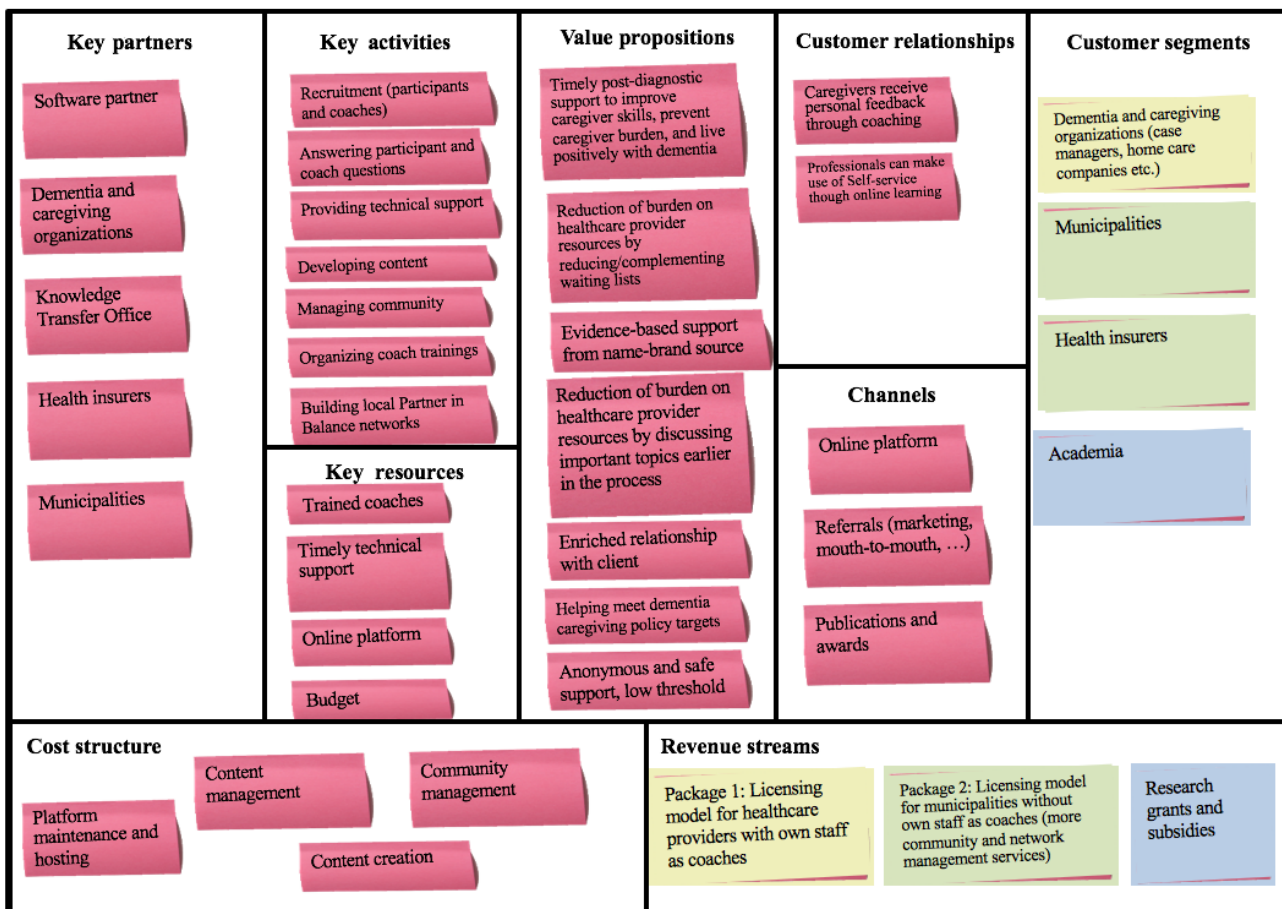 Key partners
Software partner
Dementia and
caregiving
organizations
Knowledge
Transfer Office
Health insurers
Municipalities
Key activities
Recruitment (participants
and coaches)
Answering participant and
coach questions
Providing technical support
Developing content
Managing community
Organizing coach trainings
Building local Partner in
Balance networks
Key resources
Trained coaches
Timely technical
support
Online platform
Budget
Value propositions
Timely post-diagnostic
support to improve
caregiver skills, prevent
caregiver burden, and live
positively with dementia
Reduction of burden on
healthcare provider
resources by
reducing/complementing
waiting lists
Evidence-based support
from name-brand source
Reduction of burden on
healthcare provider
resources by discussing
important topics earlier
in the process
Enriched relationship
with client
Helping meet dementia
caregiving policy targets
Anonymous and safe
support, low threshold
Customer relationships
Caregivers receive
personal feedback
through coaching
Professionals can make
use of Self-service
though online learning
Channels
Online platform
Referrals (marketing,
mouth-to-mouth, …)
Publications and
awards
Customer segments
Dementia and caregiving
organizations (case
managers, home care
companies etc.)
Municipalities
Health insurers
Academia
Cost structure
Platform
maintenance and
hosting
Content
management
Community
management
Content creation
Revenue streams
Package 1: Licensing
model for healthcare
providers with own staff
as coaches
Package 2: Licensing model
for municipalities without
own staff as coaches (more
community and network
management services)
Research
grants and
subsidies